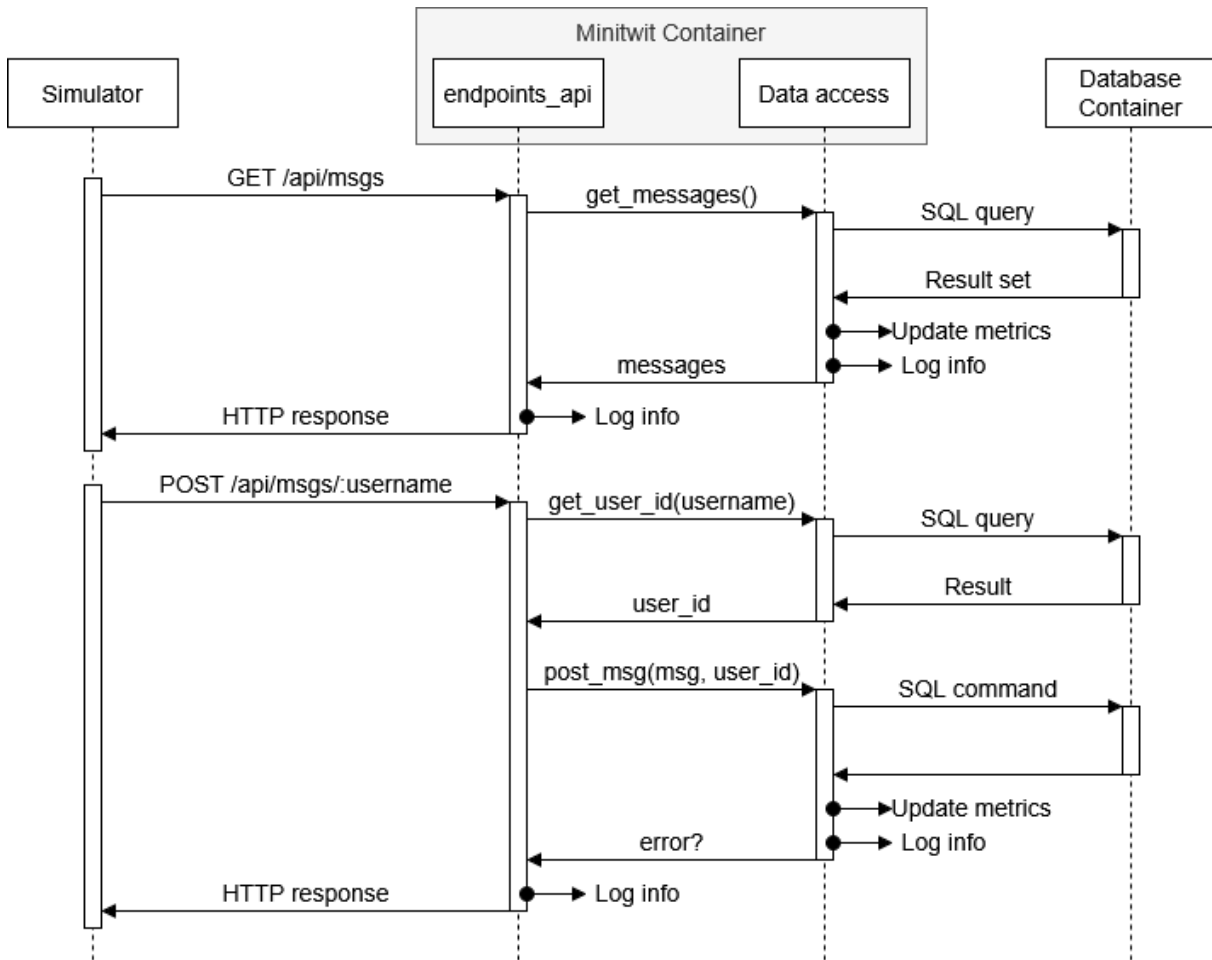 Minitwit Container
Simulator
endpoints_api
Data access
Database
Container
GET /api/msgs
get_messages()
SQL query
Result set
Update metrics
Log info
messages
Log info
HTTP response
POST /api/msgs/:username
get_user_id(username)
SQL query
Result
user_id
post_msg(msg, user_id)
SQL command
Update metrics
Log info
error?
Log info
HTTP response